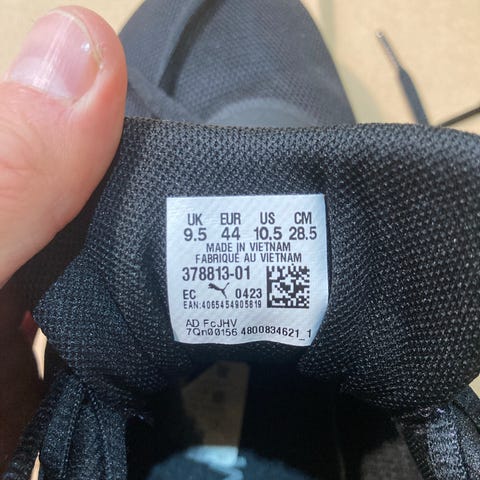 UK EUR US CM
9.5 44 10.5 28.5
MADE IN VIETNAM
FABRIQUÉ AU VIETNAM
378813-01
EC 0423
EAN:4065454905819
AD FcJHV
7Qn00156 4800834621_1